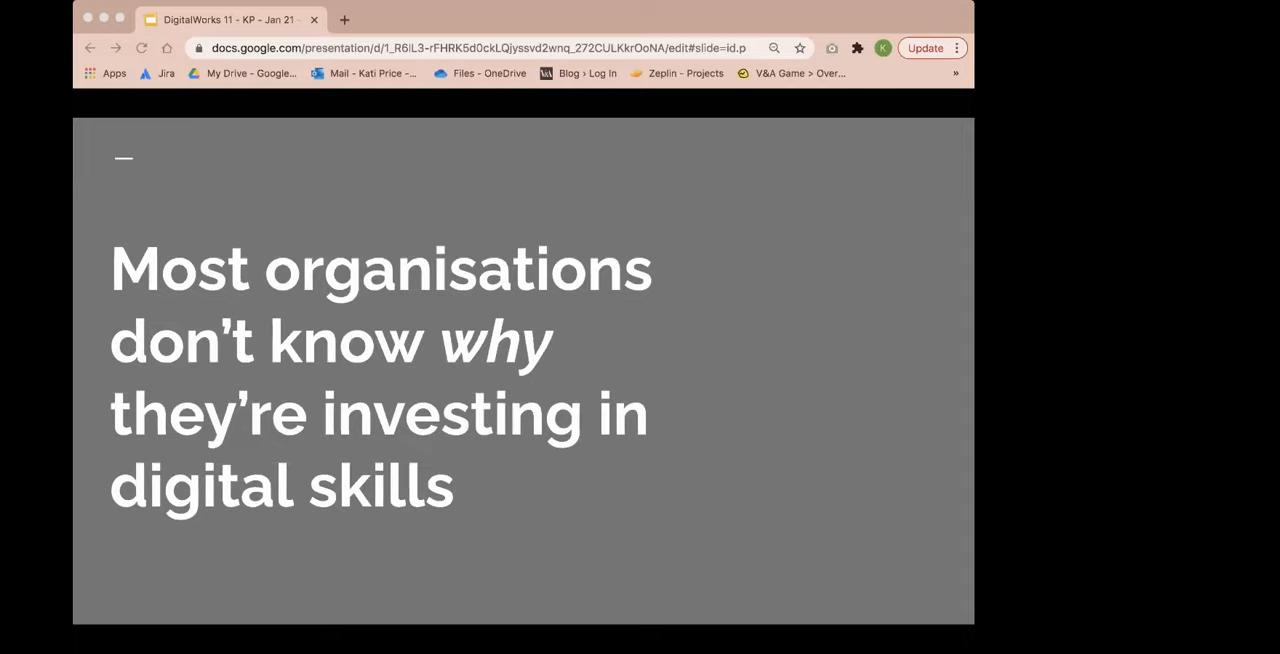 DigitalWorks 11 - KP - Jan 21 -
docs.google.com/presentation/d/1_R6lL3-rFHRK5d0ckLQjyssvd2wnq_272CULKkrOoNA/edit#slide=id.p
K
Update
Apps
Jira
My Drive - Google...
Mail - Kati Price -...
Files - OneDrive
V&A
Blog › Log In
Zeplin - Projects
V&A Game > Over...
»
—
Most organisations
don’t know why
they’re investing in
digital skills